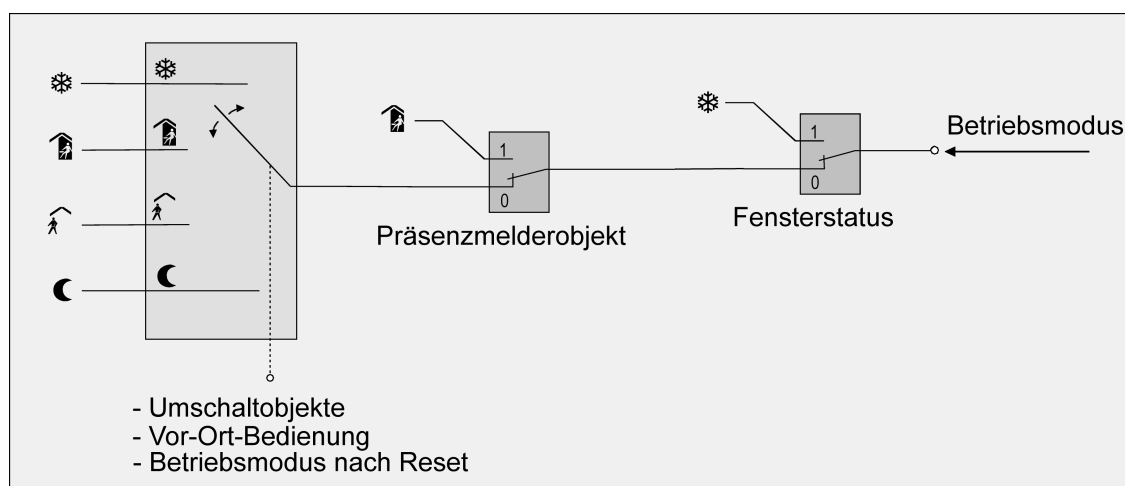 1
0
Präsenzmelderobjekt
1
0
Fensterstatus
Betriebsmodus
- Umschaltobjekte
- Vor-Ort-Bedienung
- Betriebsmodus nach Reset